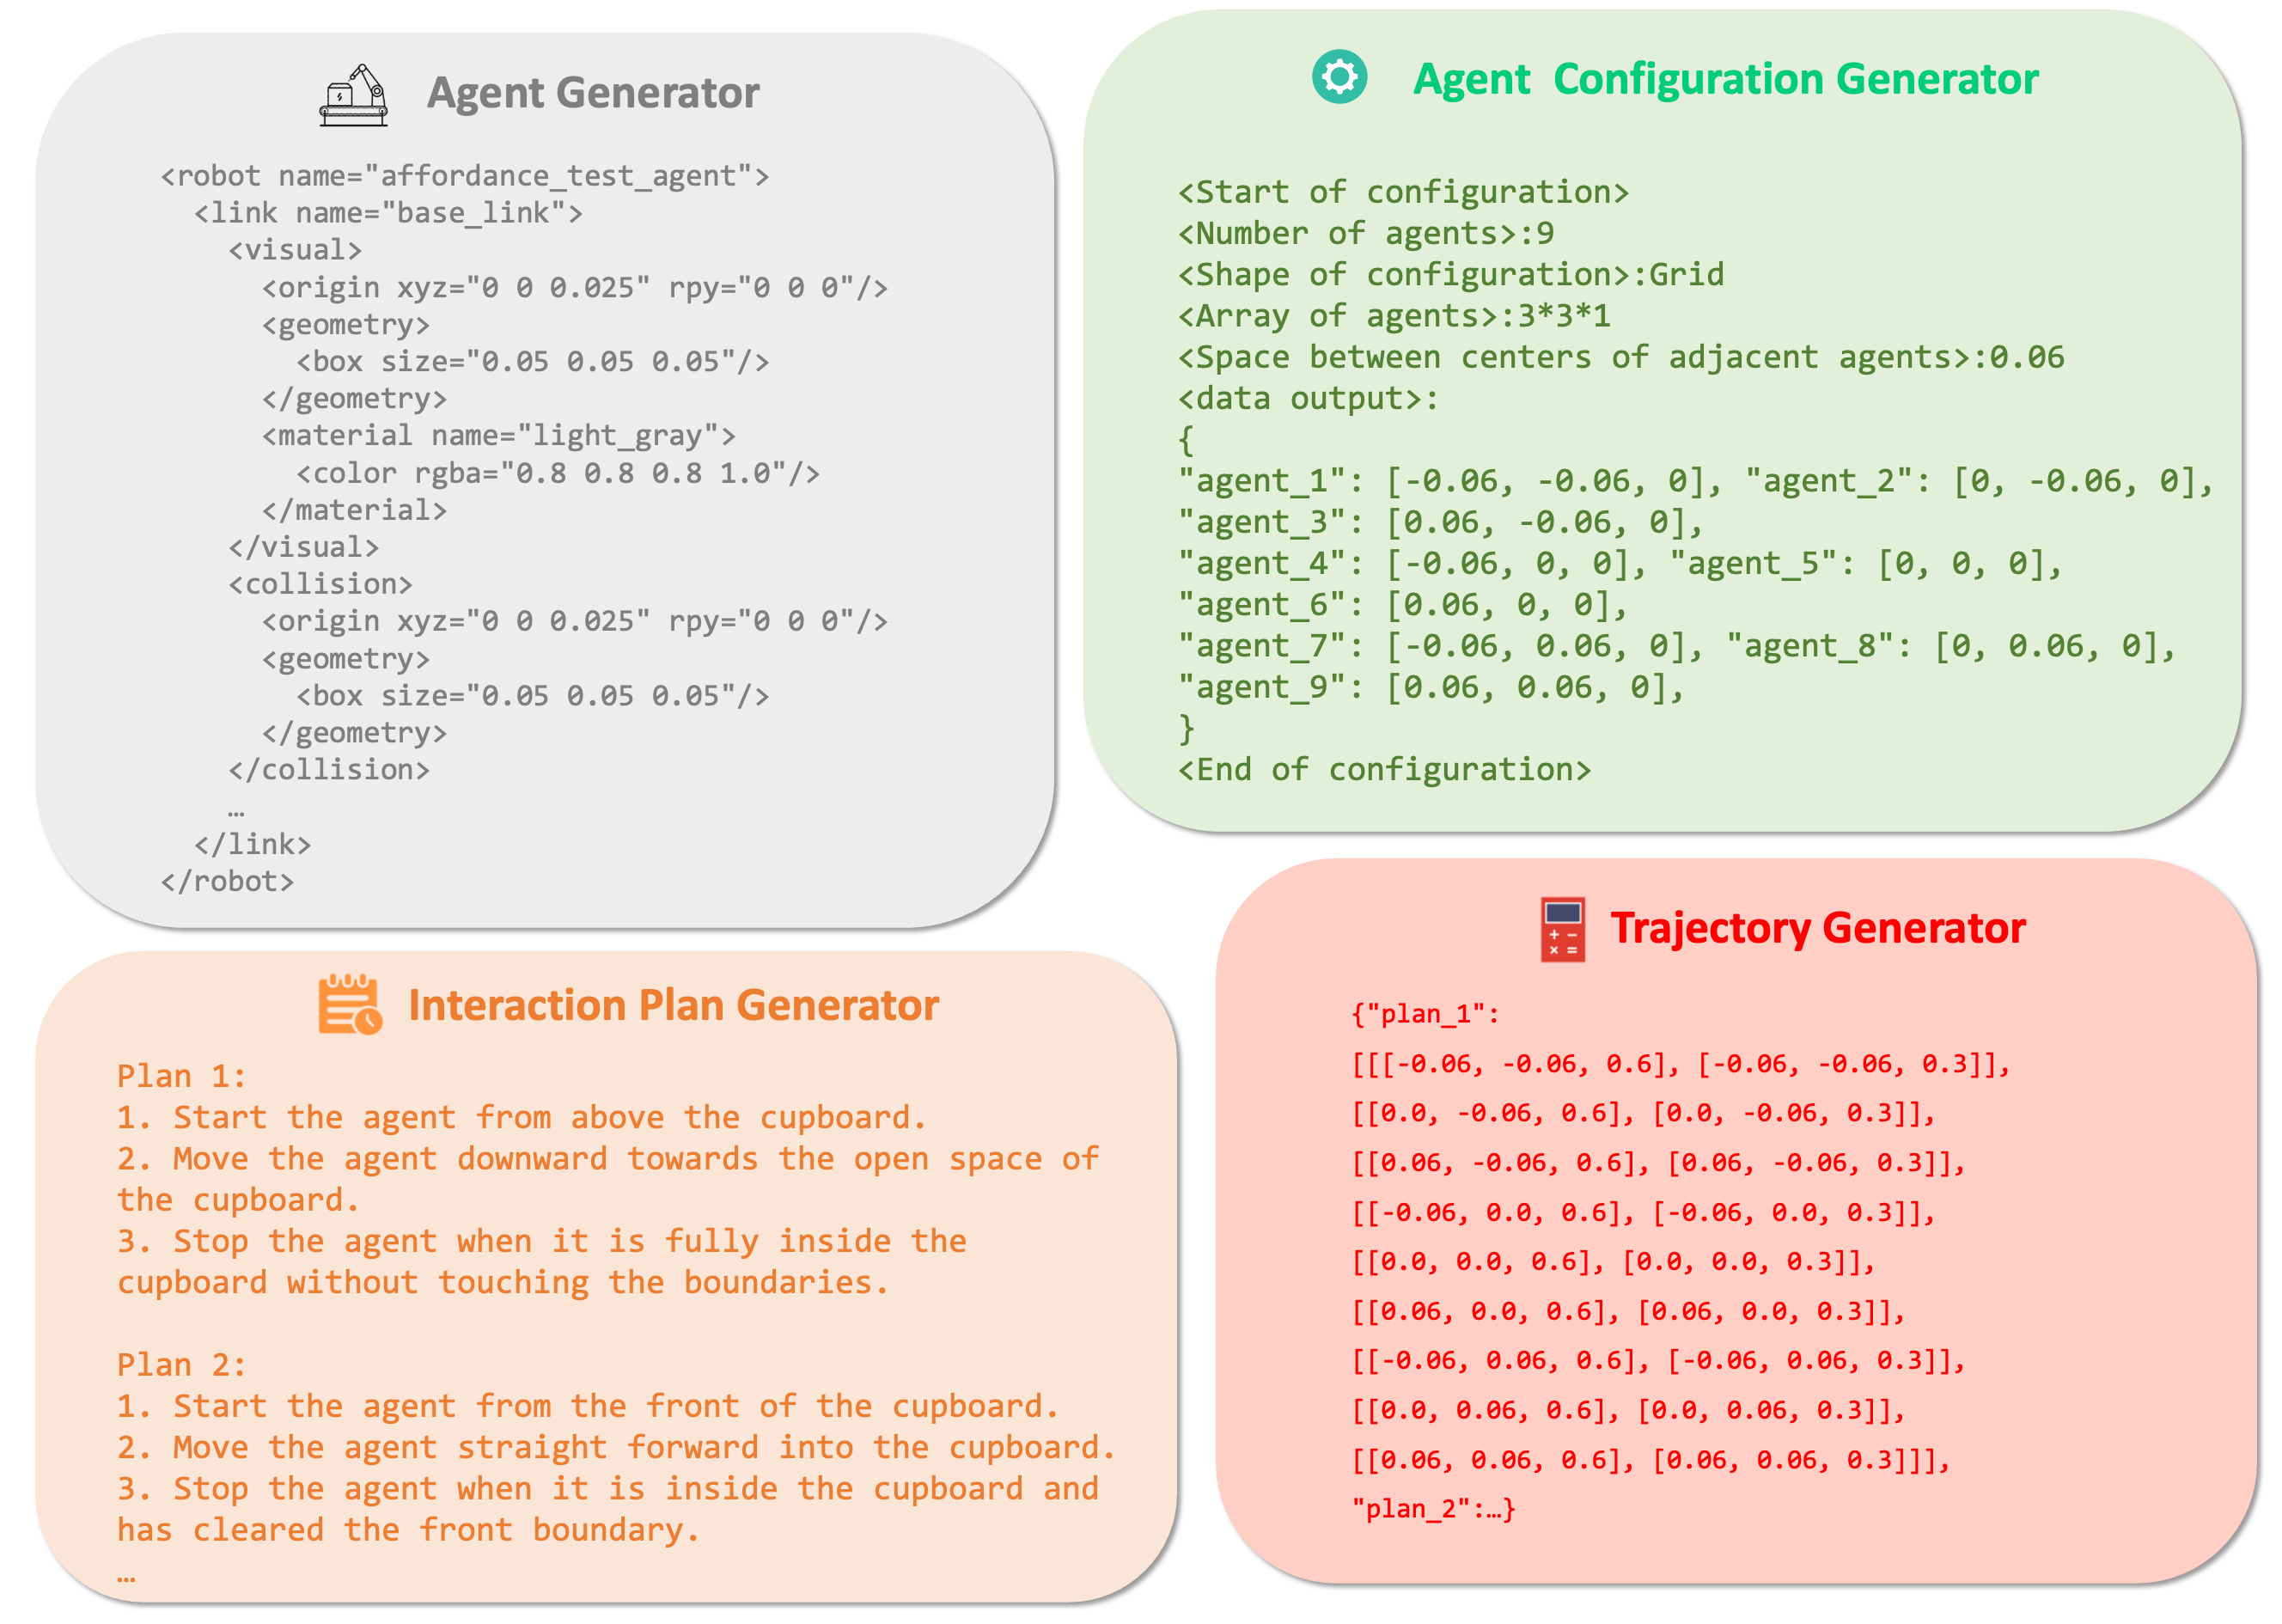 Agent Generator
<robot name="affordance_test_agent">
<link name="base_link">
<visual>
<origin xyz="0 0 0.025" rpy="0 0 0"/>
<geometry>
<box size="0.05 0.05 0.05"/>
</geometry>
<material name="light_gray">
<color rgba="0.8 0.8 0.8 1.0"/>
</material>
</visual>
<collision>
<origin xyz="0 0 0.025" rpy="0 0 0"/>
<geometry>
<box size="0.05 0.05 0.05"/>
</geometry>
</collision>
…
</link>
</robot>
Agent Configuration Generator
<Start of configuration>
<Number of agents>:9
<Shape of configuration>:Grid
<Array of agents>:3*3*1
<Space between centers of adjacent agents>:0.06
<data output>:
{
"agent_1": [-0.06, -0.06, 0], "agent_2": [0, -0.06, 0],
"agent_3": [0.06, -0.06, 0],
"agent_4": [-0.06, 0, 0], "agent_5": [0, 0, 0],
"agent_6": [0.06, 0, 0],
"agent_7": [-0.06, 0.06, 0], "agent_8": [0, 0.06, 0],
"agent_9": [0.06, 0.06, 0],
}
<End of configuration>
Interaction Plan Generator
Plan 1:
1. Start the agent from above the cupboard.
2. Move the agent downward towards the open space of
the cupboard.
3. Stop the agent when it is fully inside the
cupboard without touching the boundaries.
Plan 2:
1. Start the agent from the front of the cupboard.
2. Move the agent straight forward into the cupboard.
3. Stop the agent when it is inside the cupboard and
has cleared the front boundary.
…
Trajectory Generator
{"plan_1":
[[[-0.06, -0.06, 0.6], [-0.06, -0.06, 0.3]],
[[0.0, -0.06, 0.6], [0.0, -0.06, 0.3]],
[[0.06, -0.06, 0.6], [0.06, -0.06, 0.3]],
[[-0.06, 0.0, 0.6], [-0.06, 0.0, 0.3]],
[[0.0, 0.0, 0.6], [0.0, 0.0, 0.3]],
[[0.06, 0.0, 0.6], [0.06, 0.0, 0.3]],
[[-0.06, 0.06, 0.6], [-0.06, 0.06, 0.3]],
[[0.0, 0.06, 0.6], [0.0, 0.06, 0.3]],
[[0.06, 0.06, 0.6], [0.06, 0.06, 0.3]]],
"plan_2":…}